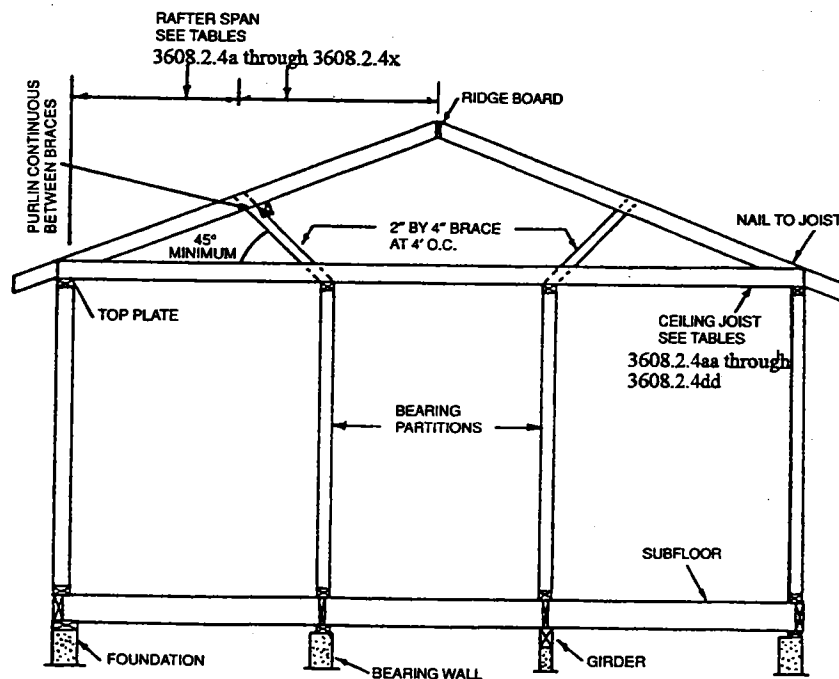 RAFTER SPAN
SEE TABLES
3608.2.4a through 3608.2.4x
PURLIN CONTINUOUS
BETWEEN BRACES
RIDGE BOARD
2" BY 4" BRACE
AT 4' O.C.
45°
MINIMUM
NAIL TO JOIST
TOP PLATE
CEILING JOIST
SEE TABLES
3608.2.4aa through
3608.2.4dd
BEARING
PARTITIONS
SUBFLOOR
FOUNDATION
BEARING WALL
GIRDER